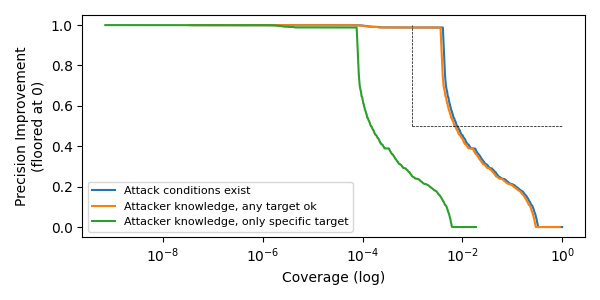 Precision Improvement
(floored at 0)
1.0
0.8
0.6
0.4
0.2
0.0
Attack conditions exist
Attacker knowledge, any target ok
Attacker knowledge, only specific target
10⁻⁸
10⁻⁶
10⁻⁴
10⁻²
10⁰
Coverage (log)